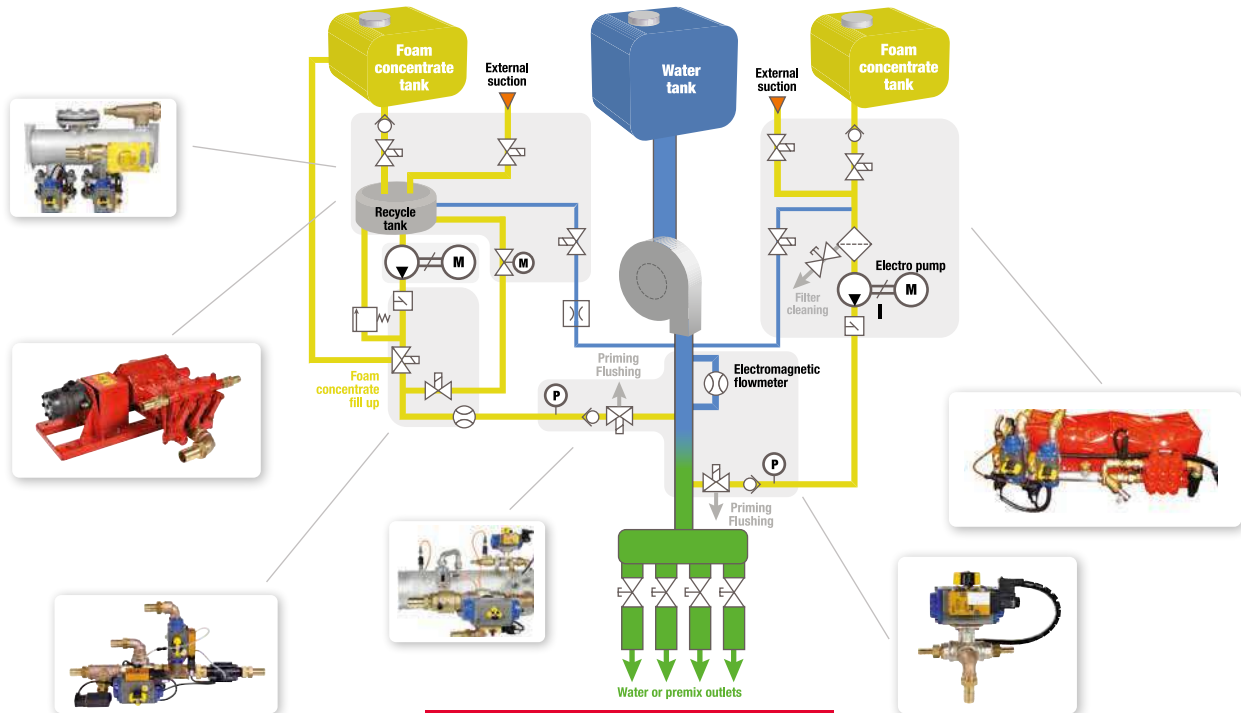 Foam
concentrate
tank
External
suction
Water
tank
External
suction
Foam
concentrate
tank
Recycle
tank
M
M
Electro pump
M
Filter
cleaning
Priming
Flushing
Electromagnetic
flowmeter
Foam
concentrate
fill up
P
P
Priming
Flushing
Water or premix outlets